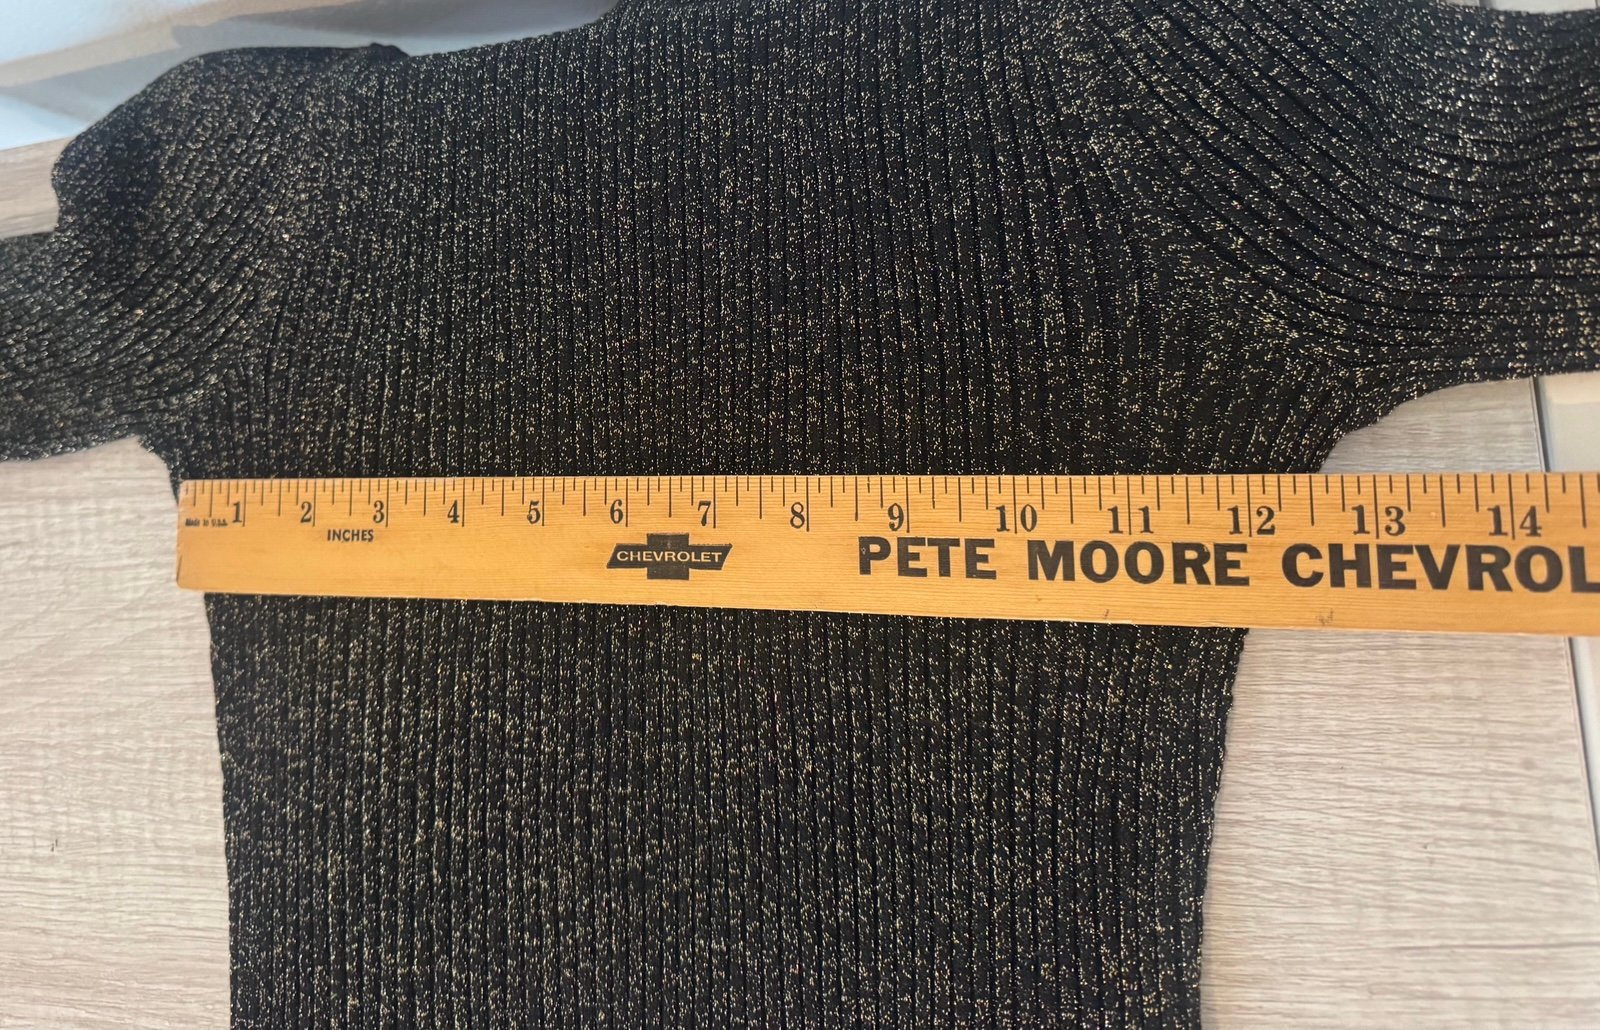 1 2 3 4 5 6 7 8 9 10 11 12 13 14
Made in U.S.A.
INCHES
CHEVROLET
PETE MOORE CHEVROL